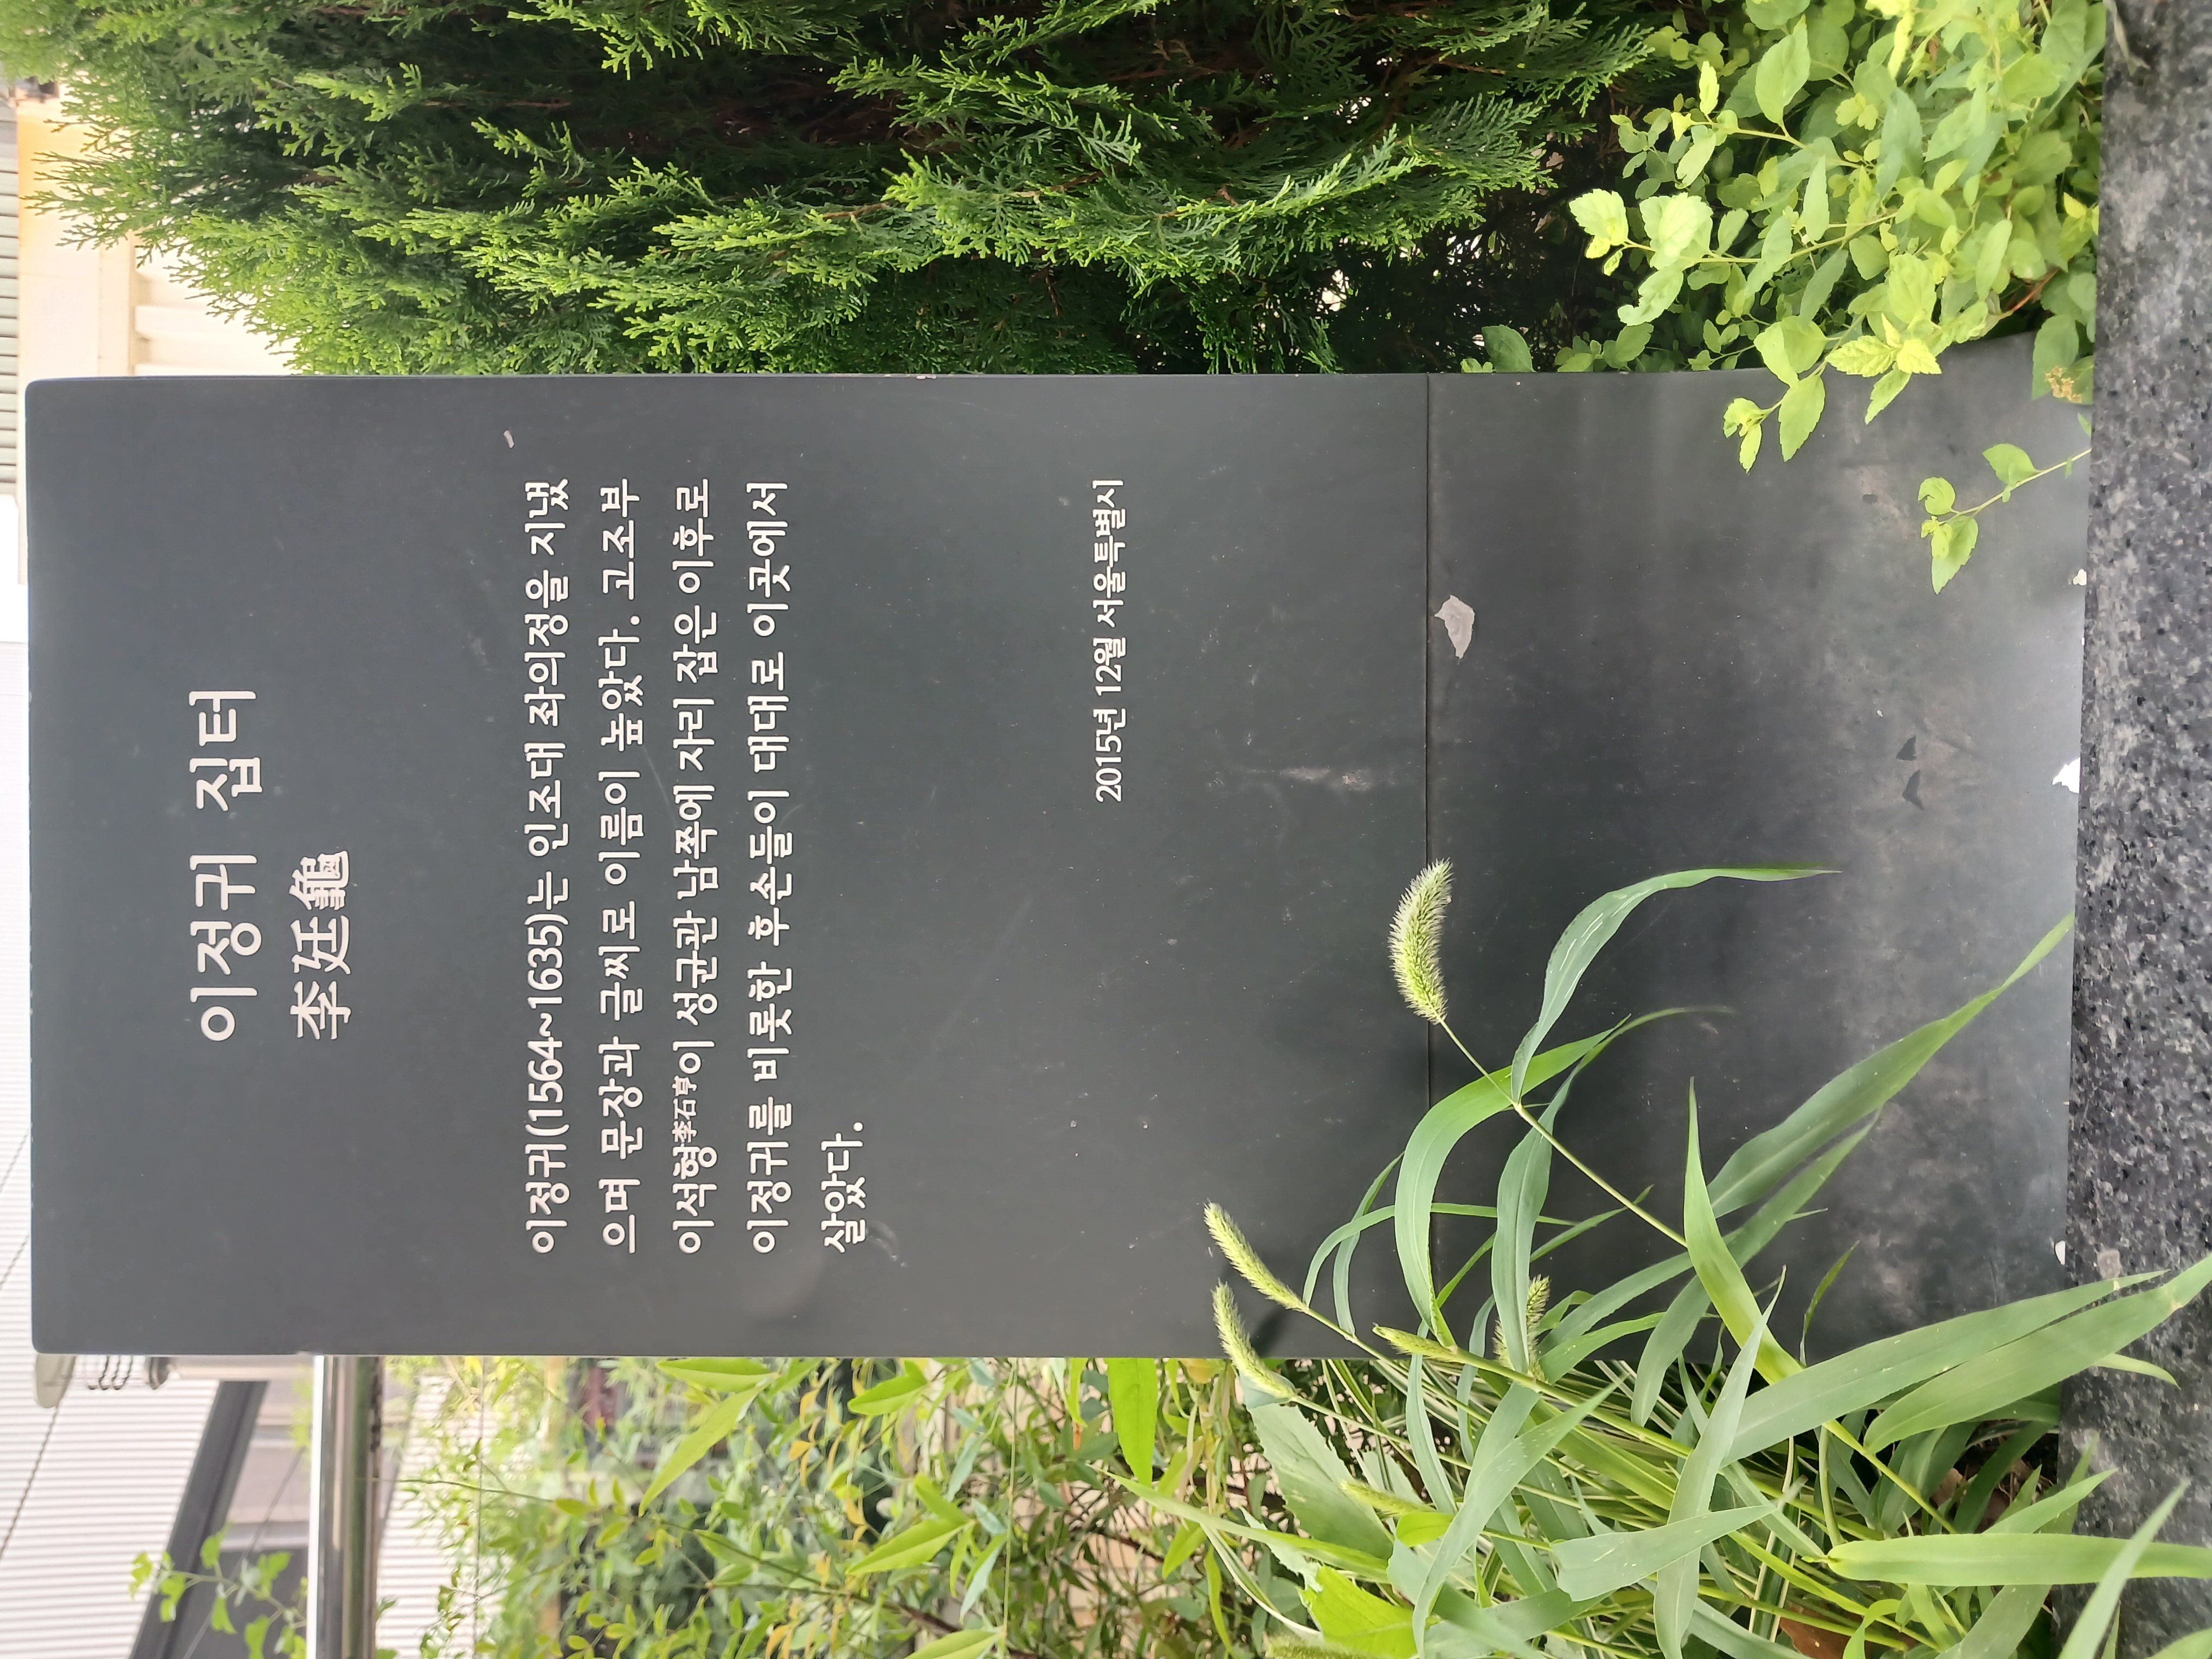 이정귀 집터
李廷龜
이정귀(1564~1635)는 인조대 좌의정을 지냈
으며 문장과 글씨로 이름이 높았다. 고조부
이석형李石亨이 성균관 남쪽에 자리 잡은 이후로
이정귀를 비롯한 후손들이 대대로 이곳에서
살았다.
2015년 12월 서울특별시